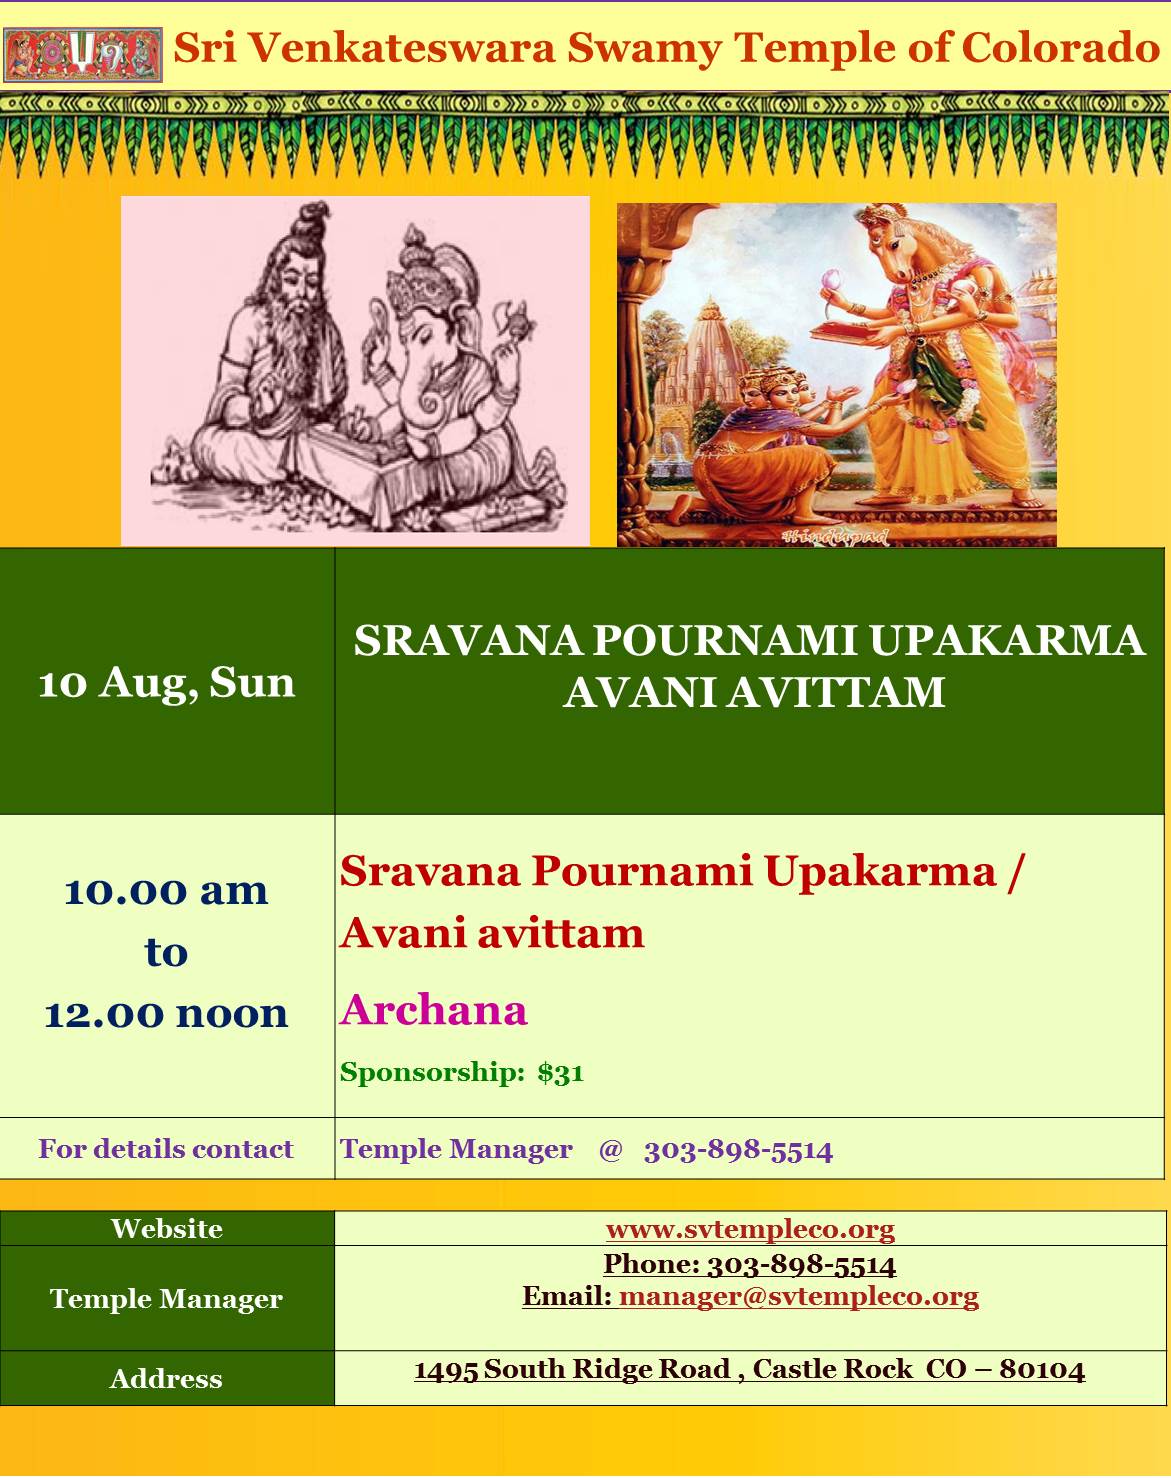 Sri Venkateswara Swamy Temple of Colorado
Hindupad
10 Aug, Sun
SRAVANA POURNAMI UPAKARMA
AVANI AVITTAM
10.00 am
to
12.00 noon
Sravana Pournami Upakarma /
Avani avittam
Archana
Sponsorship: $31
For details contact
Temple Manager @ 303-898-5514
Website
www.svtempleco.org
Temple Manager
Phone: 303-898-5514
Email: manager@svtempleco.org
Address
1495 South Ridge Road , Castle Rock CO – 80104